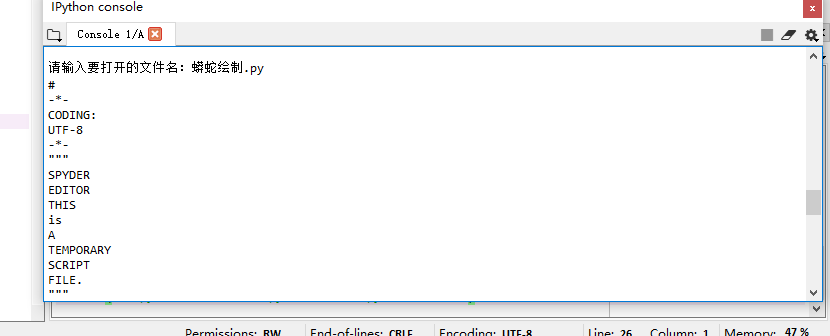 IPython console
Console 1/A
请输入要打开的文件名：蟒蛇绘制.py
#
-*-
CODING:
UTF-8
-*-
"""
SPYDER
EDITOR
THIS
is
A
TEMPORARY
SCRIPT
FILE.
"""
Permissions: RW End-of-lines: CRLF Encoding: UTF-8 Line: 26 Column: 1 Memory: 47 %